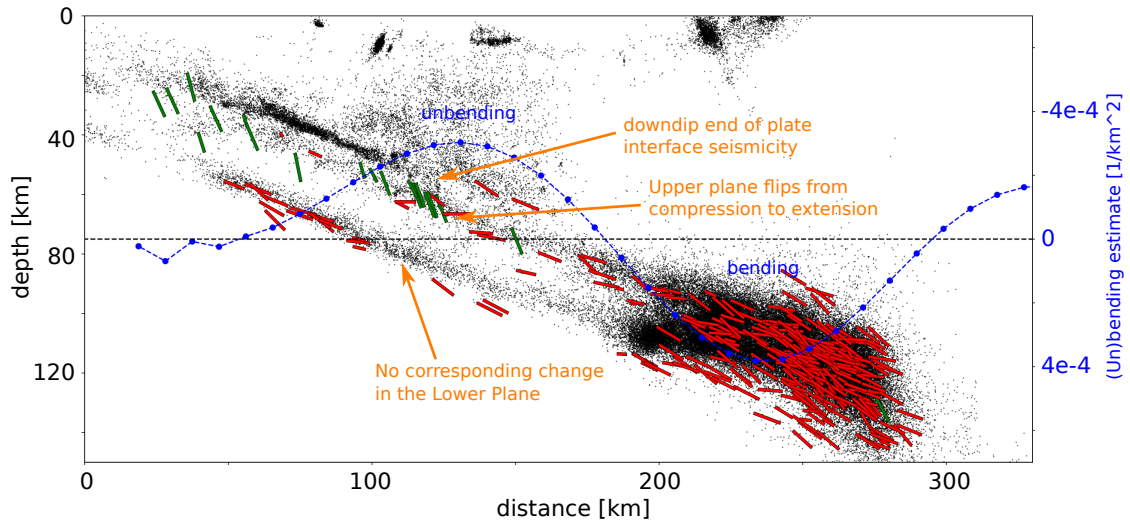 0
40
80
120
depth [km]
0
100
200
300
distance [km]
-4e-4
0
4e-4
(Un)bending estimate [1/km^2]
unbending
downdip end of plate
interface seismicity
Upper plane flips from
compression to extension
bending
No corresponding change
in the Lower Plane